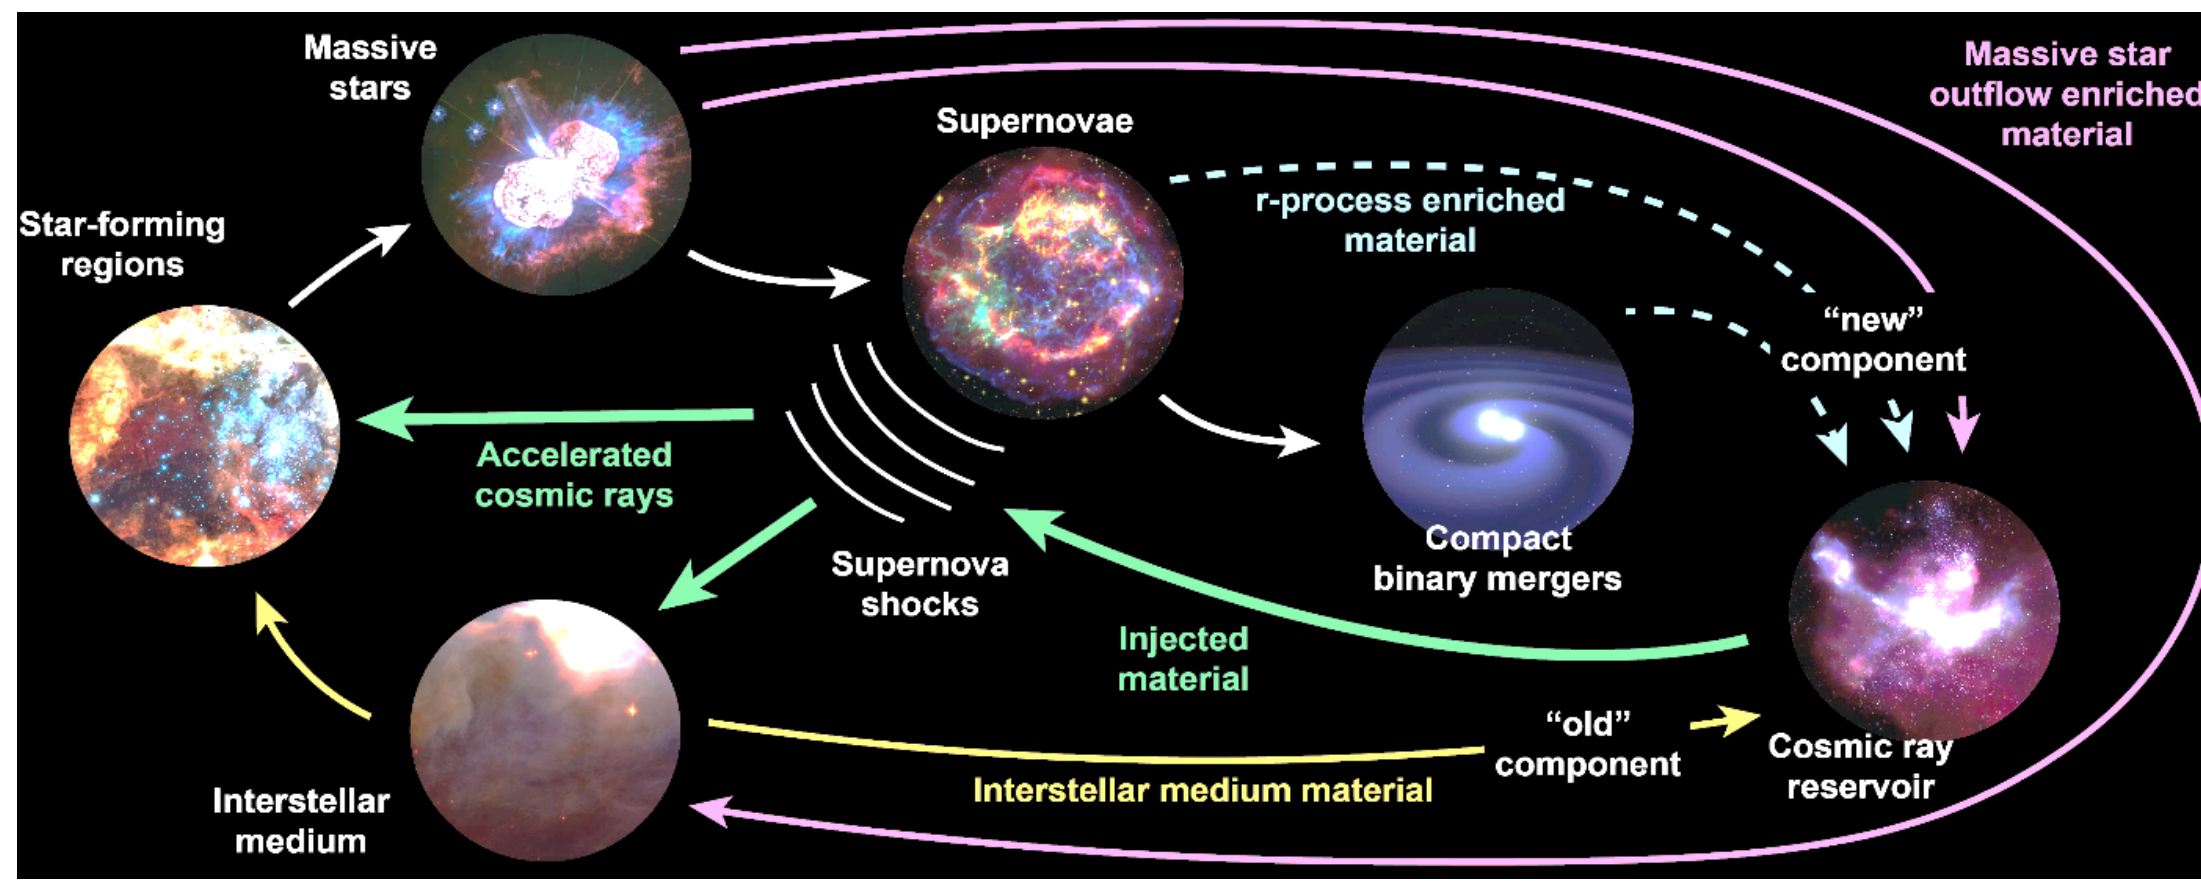 Massive
stars
Massive star
outflow enriched
material
Supernovae
r-process enriched
material
Star-forming
regions
“new”
component
Accelerated
cosmic rays
Supernova
shocks
Compact
binary mergers
Injected
material
“old”
component
Cosmic ray
reservoir
Interstellar medium material
Interstellar
medium